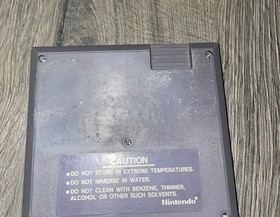 CAUTION
• DO NOT STORE IN EXTREME TEMPERATURES.
• DO NOT IMMERSE IN WATER.
• DO NOT CLEAN WITH BENZENE, THINNER,
ALCOHOL OR OTHER SUCH SOLVENTS.
Nintendo